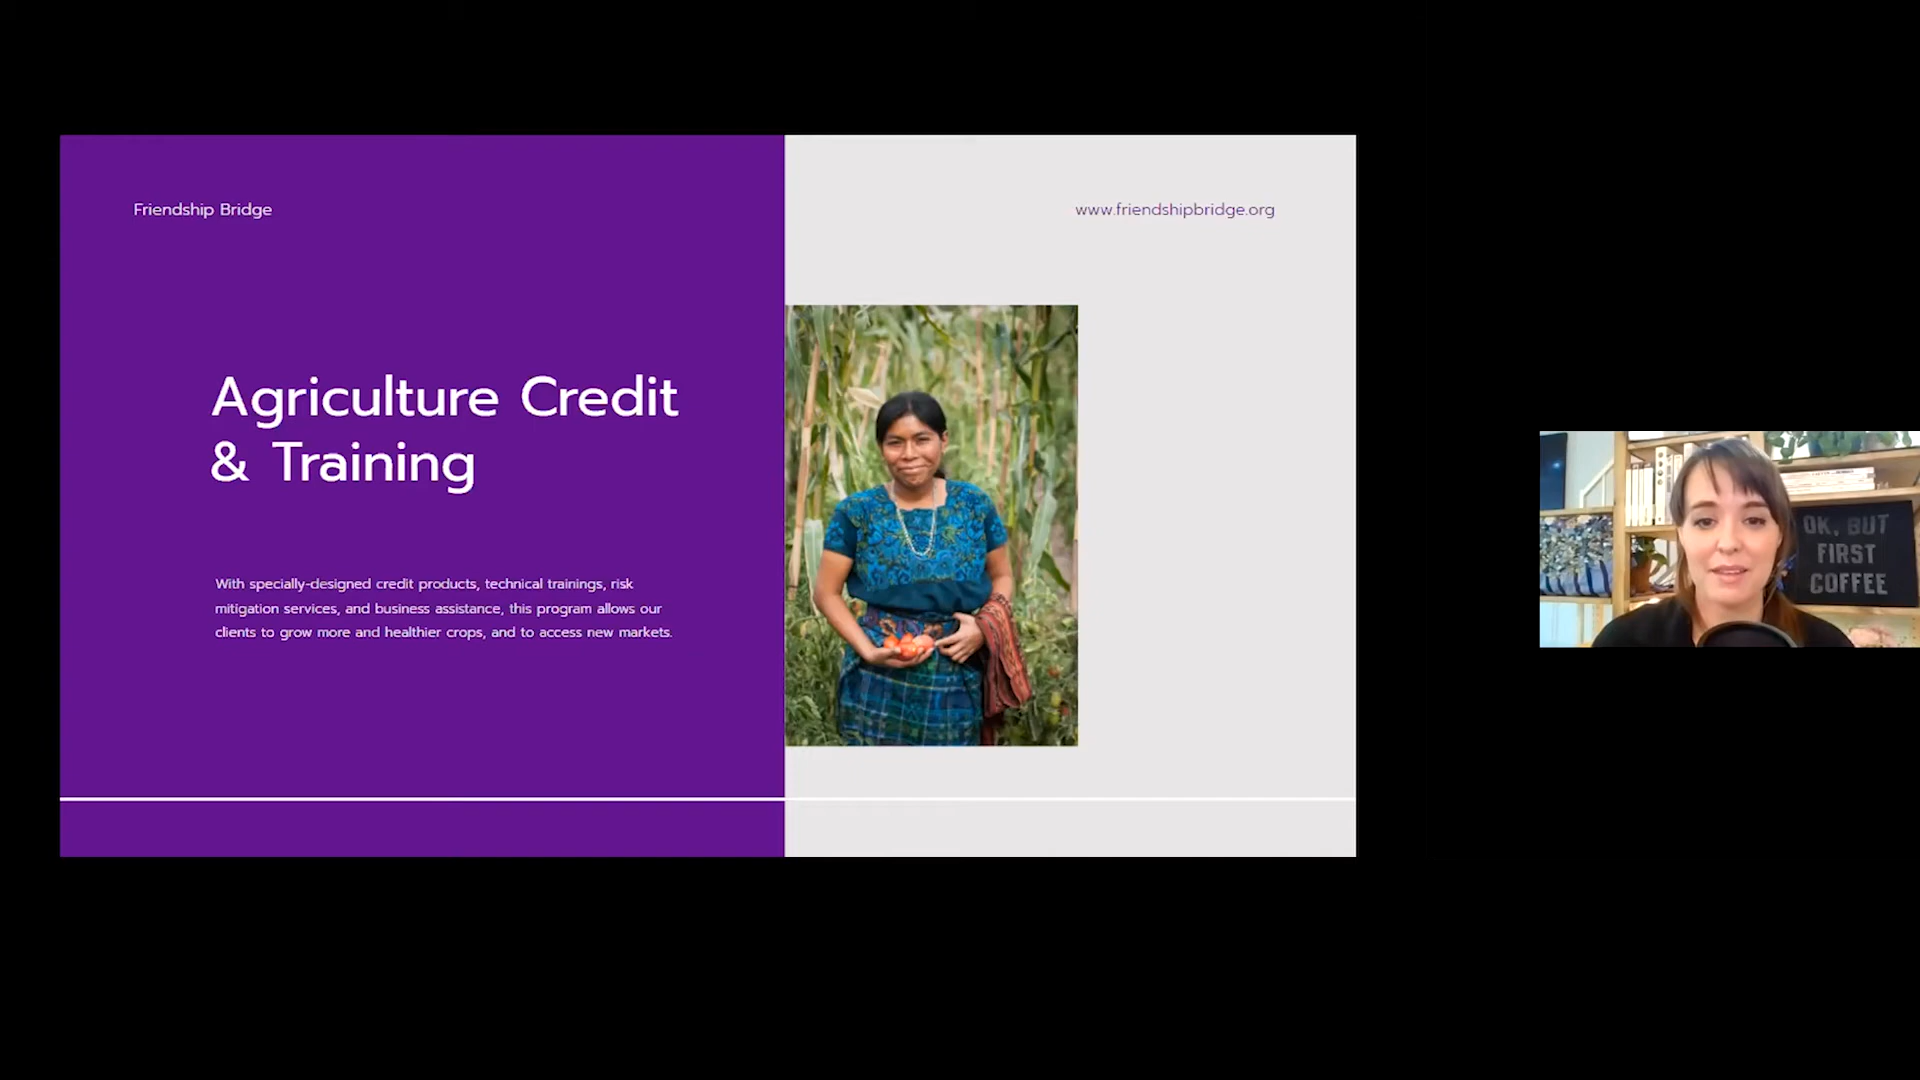 Friendship Bridge
www.friendshipbridge.org
Agriculture Credit
& Training
With specially-designed credit products, technical trainings, risk
mitigation services, and business assistance, this program allows our
clients to grow more and healthier crops, and to access new markets.
OK, BUT
FIRST
COFFEE